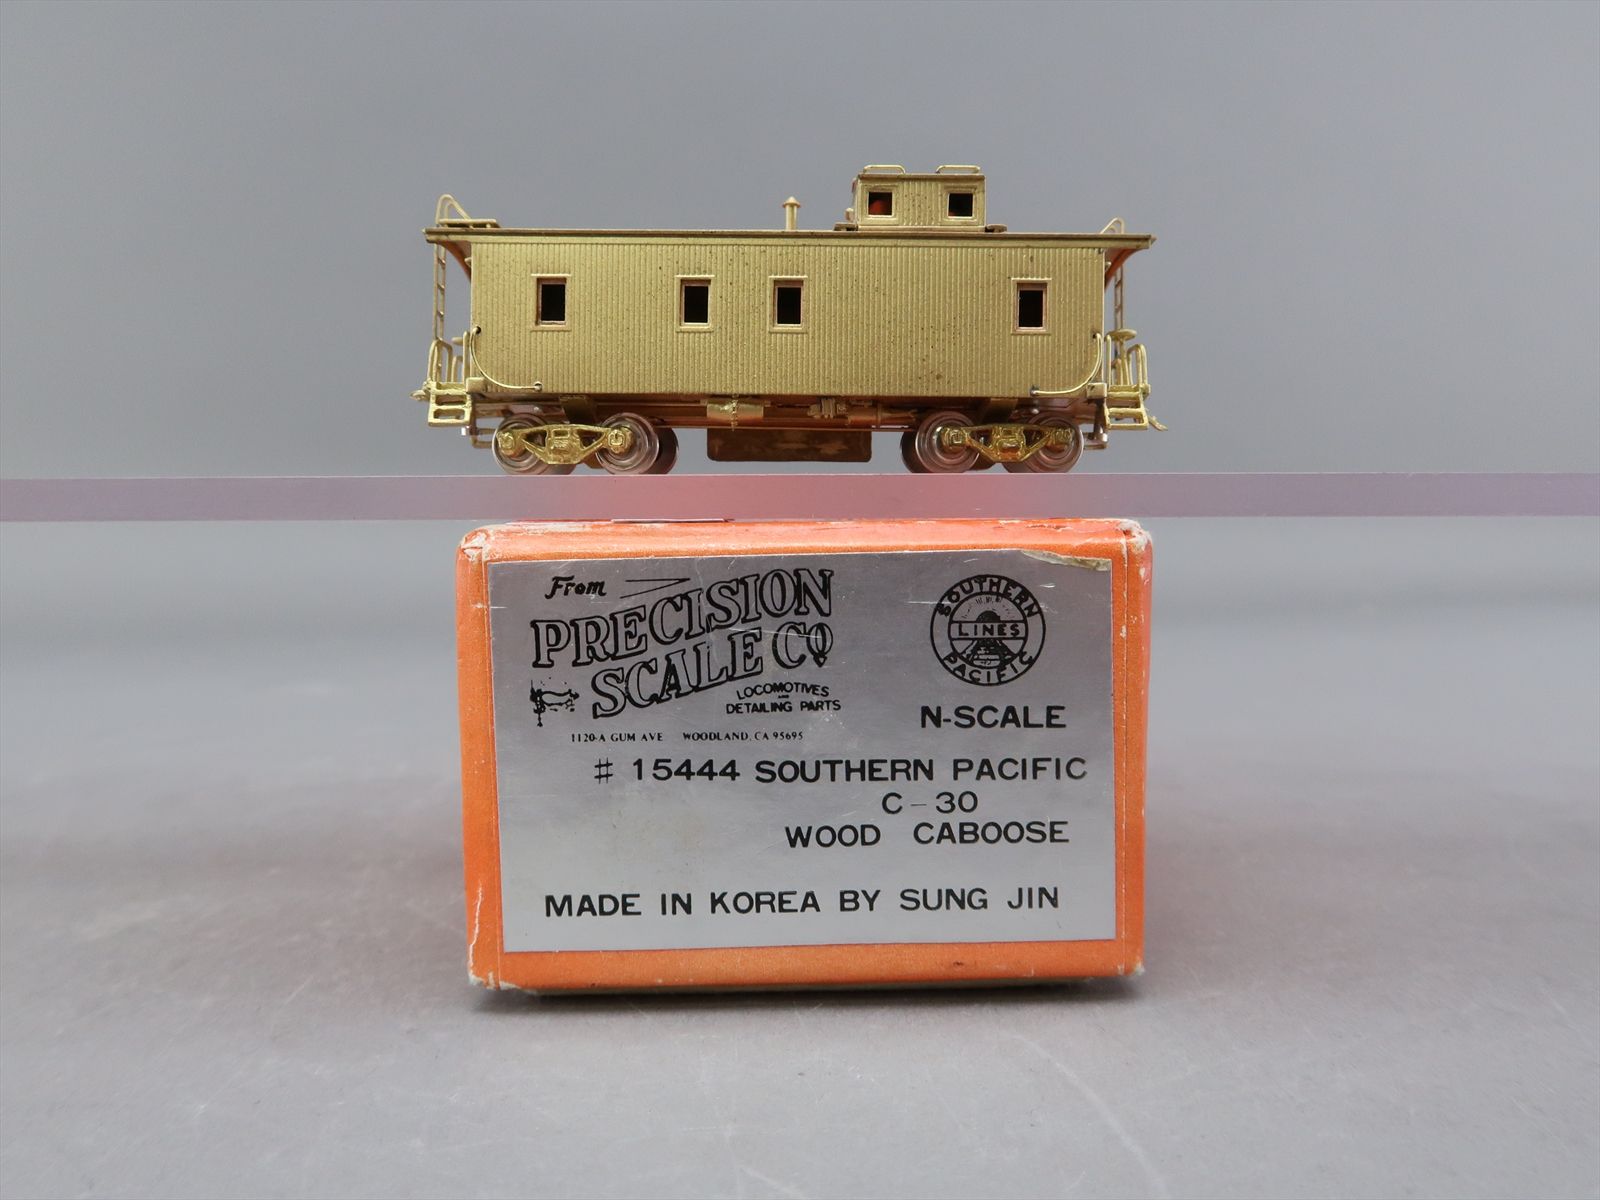 From
PRECISION
SCALE CO
LOCOMOTIVES
AND
DETAILING PARTS
1120-A GUM AVE WOODLAND, CA 95695
SOUTHERN
LINES
PACIFIC
N-SCALE
# 15444 SOUTHERN PACIFIC
C-30
WOOD CABOOSE
MADE IN KOREA BY SUNG JIN